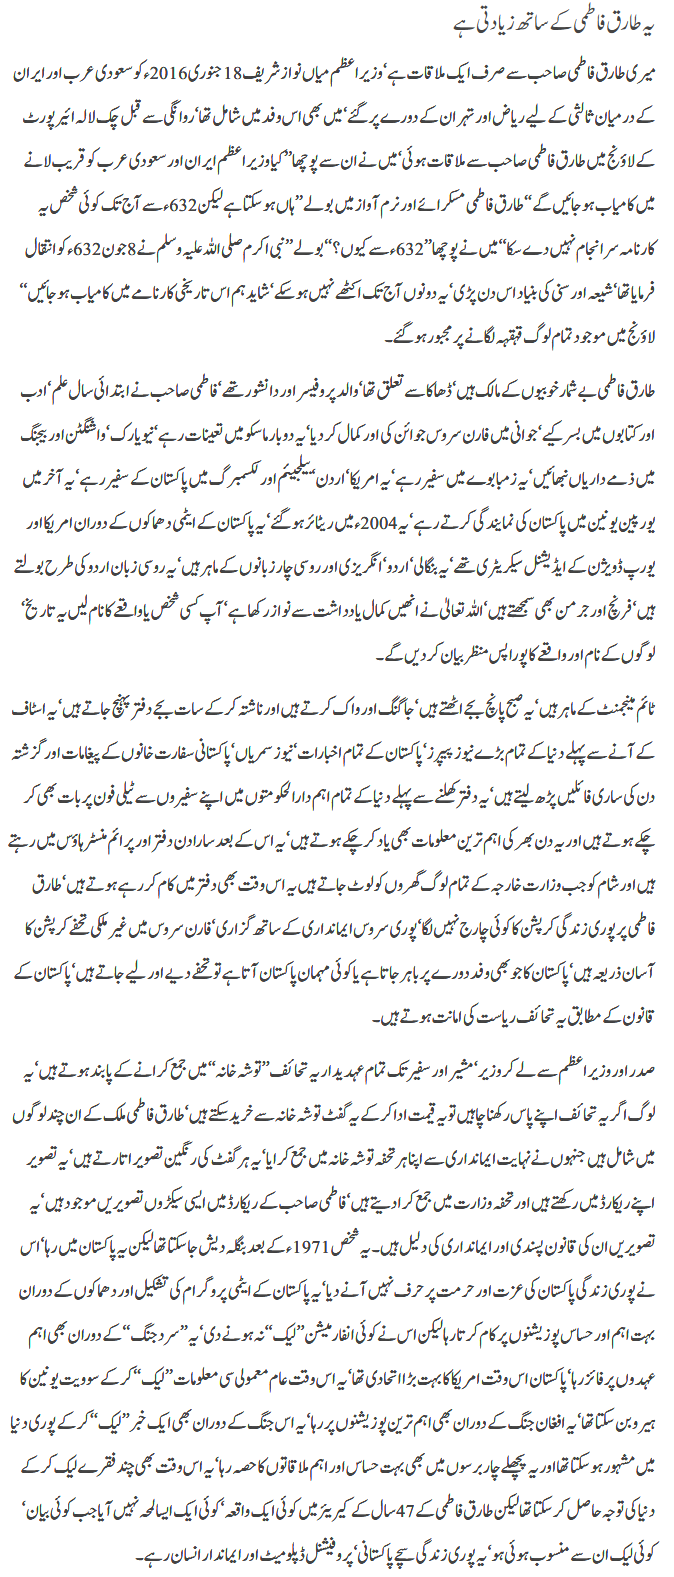 یہ طارق فاطمی کے ساتھ زیادتی ہے
میری طارق فاطمی صاحب سے صرف ایک ملاقات ہے‘ وزیراعظم میاں نواز شریف 18 جنوری 2016ء کو سعودی عرب اور ایران
کے درمیان ثالثی کے لیے ریاض اور تہران کے دورے پر گئے‘ میں بھی اس وفد میں شامل تھا‘ روانگی سے قبل چک لالہ ائیرپورٹ
کے لاؤنج میں طارق فاطمی صاحب سے ملاقات ہوئی‘ میں نے ان سے پوچھا’’ کیا وزیراعظم ایران اور سعودی عرب کو قریب لانے
میں کامیاب ہو جائیں گے‘‘ طارق فاطمی مسکرائے اور نرم آواز میں بولے ’’ہاں ہو سکتا ہے لیکن 632ء سے آج تک کوئی شخص یہ
کارنامہ سرانجام نہیں دے سکا‘‘ میں نے پوچھا ’’632ء سے کیوں؟‘‘ بولے ’’نبی اکرم صلی اللہ علیہ وسلم نے 8 جون 632ء کو انتقال
فرمایا تھا‘ شیعہ اور سنی کی بنیاد اس دن پڑی‘ یہ دونوں آج تک اکٹھے نہیں ہو سکے‘ شاید ہم اس تاریخی کارنامے میں کامیاب ہو جائیں‘‘
لاؤنج میں موجود تمام لوگ قہقہہ لگانے پر مجبور ہو گئے۔
طارق فاطمی بے شمار خوبیوں کے مالک ہیں‘ ڈھاکا سے تعلق تھا‘ والد پروفیسر اور دانشور تھے‘ فاطمی صاحب نے ابتدائی سال علم‘ ادب
اور کتابوں میں بسر کیے‘ جوانی میں فارن سروس جوائن کی اور کمال کر دیا‘ یہ دوبار ماسکو میں تعینات رہے‘ نیویارک‘ واشنگٹن اور بیجنگ
میں ذمے داریاں نبھائیں‘ یہ زمبابوے میں سفیر رہے‘ یہ امریکا‘ اردن‘ بیلجیئم اور لکسمبرگ میں پاکستان کے سفیر رہے‘ یہ آخر میں
یورپین یونین میں پاکستان کی نمایندگی کرتے رہے‘ یہ 2004ء میں ریٹائر ہو گئے‘ یہ پاکستان کے ایٹمی دھماکوں کے دوران امریکا اور
یورپ ڈویژن کے ایڈیشنل سیکریٹری تھے‘ یہ بنگالی‘ اردو‘ انگریزی اور روسی چار زبانوں کے ماہر ہیں‘ یہ روسی زبان اردو کی طرح بولتے
ہیں‘ فرنچ اور جرمن بھی سمجھتے ہیں‘ اللہ تعالیٰ نے انھیں کمال یادداشت سے نواز رکھا ہے‘ آپ کسی شخص یا واقعے کا نام لیں یہ تاریخ‘
لوگوں کے نام اور واقعے کا پورا پس منظر بیان کر دیں گے۔
ٹائم مینجمنٹ کے ماہر ہیں‘ یہ صبح پانچ بجے اٹھتے ہیں‘ جاگنگ اور واک کرتے ہیں اور ناشتہ کر کے سات بجے دفتر پہنچ جاتے ہیں‘ یہ اسٹاف
کے آنے سے پہلے دنیا کے تمام بڑے نیوز پیپرز‘ پاکستان کے تمام اخبارات‘ نیوز سمریاں‘ پاکستانی سفارت خانوں کے پیغامات اور گزشتہ
دن کی ساری فائلیں پڑھ لیتے ہیں‘ یہ دفتر کھلنے سے پہلے دنیا کے تمام اہم دارالحکومتوں میں اپنے سفیروں سے ٹیلی فون پر بات بھی کر
چکے ہوتے ہیں اور یہ دن بھر کی اہم ترین معلومات بھی یاد کر چکے ہوتے ہیں‘ یہ اس کے بعد سارا دن دفتر اور پرائم منسٹر ہاؤس میں رہتے
ہیں اور شام کو جب وزارت خارجہ کے تمام لوگ گھروں کو لوٹ جاتے ہیں یہ اس وقت بھی دفتر میں کام کر رہے ہوتے ہیں‘ طارق
فاطمی پر پوری زندگی کرپشن کا کوئی چارج نہیں لگا‘ پوری سروس ایمانداری کے ساتھ گزاری‘ فارن سروس میں غیر ملکی تحفے کرپشن کا
آسان ذریعہ ہیں‘ پاکستان کا جو بھی وفد دورے پر باہر جاتا ہے یا کوئی مہمان پاکستان آتا ہے تو تحفے دیے اور لیے جاتے ہیں‘ پاکستان کے
قانون کے مطابق یہ تحائف ریاست کی امانت ہوتے ہیں۔
صدر اور وزیراعظم سے لے کر وزیر‘ مشیر اور سفیر تک تمام عہدیدار یہ تحائف ’’توشہ خانہ‘‘ میں جمع کرانے کے پابند ہوتے ہیں‘ یہ
لوگ اگر یہ تحائف اپنے پاس رکھنا چاہیں تو یہ قیمت ادا کر کے یہ گفٹ توشہ خانہ سے خرید سکتے ہیں‘ طارق فاطمی ملک کے ان چند لوگوں
میں شامل ہیں جنہوں نے نہایت ایمانداری سے اپنا ہر تحفہ توشہ خانہ میں جمع کرایا‘ یہ ہر گفٹ کی رنگین تصویر اتارتے ہیں‘ یہ تصویر
اپنے ریکارڈ میں رکھتے ہیں اور تحفہ وزارت میں جمع کرا دیتے ہیں‘ فاطمی صاحب کے ریکارڈ میں ایسی سیکڑوں تصویریں موجود ہیں‘ یہ
تصویریں ان کی قانون پسندی اور ایمانداری کی دلیل ہیں۔ یہ شخص 1971ء کے بعد بنگلہ دیش جا سکتا تھا لیکن یہ پاکستان میں رہا‘ اس
نے پوری زندگی پاکستان کی عزت اور حرمت پر حرف نہیں آنے دیا‘ یہ پاکستان کے ایٹمی پروگرام کی تشکیل اور دھماکوں کے دوران
بہت اہم اور حساس پوزیشنوں پر کام کرتا رہا لیکن اس نے کوئی انفارمیشن ’’لیک‘‘ نہ ہونے دی‘ یہ ’’سرد جنگ‘‘ کے دوران بھی اہم
عہدوں پر فائز رہا‘ پاکستان اس وقت امریکا کا بہت بڑا اتحادی تھا‘ یہ اس وقت عام معمولی سی معلومات ’’لیک‘‘ کر کے سوویت یونین کا
ہیرو بن سکتا تھا‘ یہ افغان جنگ کے دوران بھی اہم ترین پوزیشنوں پر رہا‘ یہ اس جنگ کے دوران بھی ایک خبر ’’لیک‘‘ کر کے پوری دنیا
میں مشہور ہو سکتا تھا اور یہ پچھلے چار برسوں میں بھی بہت حساس اور اہم ملاقاتوں کا حصہ رہا‘ یہ اس وقت بھی چند فقرے لیک کر کے
دنیا کی توجہ حاصل کر سکتا تھا لیکن طارق فاطمی کے 47 سال کے کیریئر میں کوئی ایک واقعہ‘ کوئی ایک ایسا لمحہ نہیں آیا جب کوئی بیان‘
کوئی لیک ان سے منسوب ہوئی ہو‘ یہ پوری زندگی سچے پاکستانی‘ پروفیشنل ڈپلومیٹ اور ایماندار انسان رہے۔